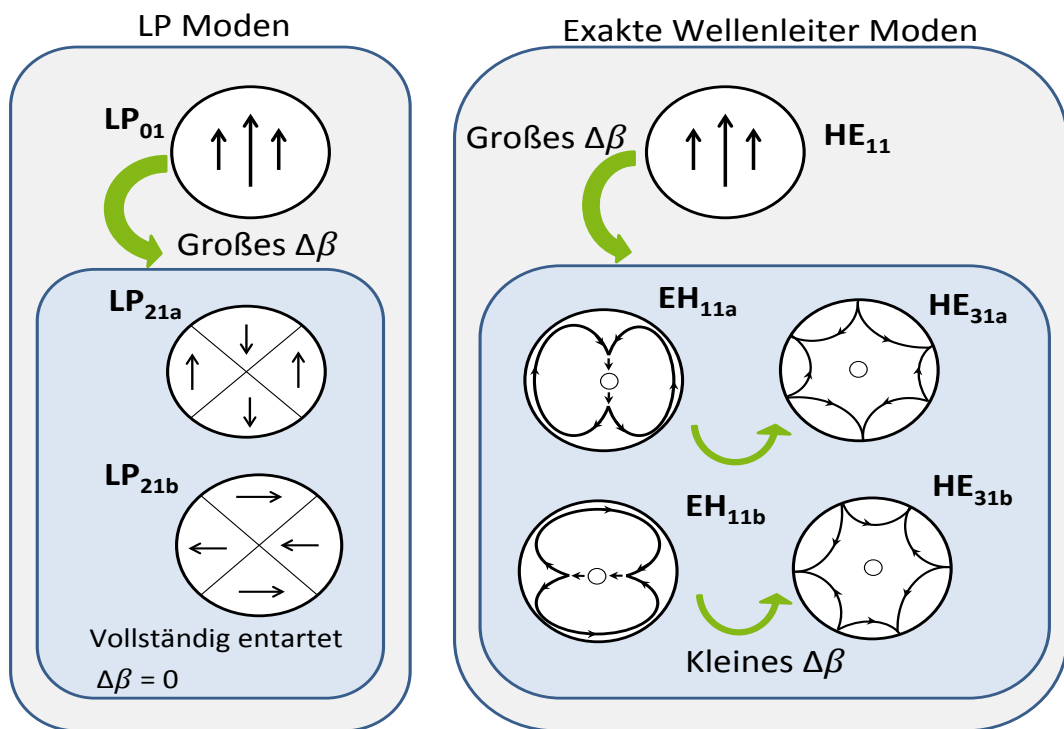 LP Moden
LP₀₁
Großes Δβ
LP₂₁ₐ
LP₂₁b
Vollständig entartet
Δβ = 0
Exakte Wellenleiter Moden
Großes Δβ
HE₁₁
EH₁₁ₐ
HE₃₁ₐ
EH₁₁b
HE₃₁b
Kleines Δβ